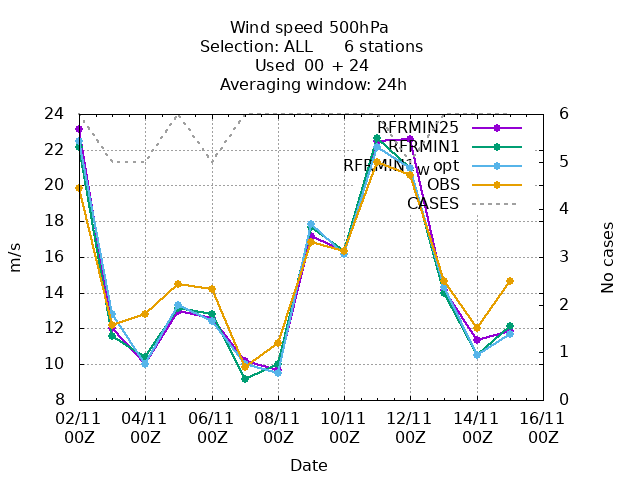 Wind speed 500hPa
Selection: ALL 6 stations
Used 00 + 24
Averaging window: 24h
24
22
20
18
16
14
12
10
8
m/s
6
5
4
3
2
1
0
No cases
RFRMIN25
RFRMIN1
RFRMIN1_w_opt
OBS
CASES
02/11 04/11 06/11 08/11 10/11 12/11 14/11 16/11
00Z 00Z 00Z 00Z 00Z 00Z 00Z 00Z
Date